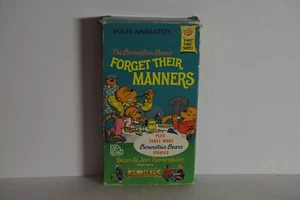 FULLY ANIMATED
The Berenstain Bears
FORGET THEIR
MANNERS
PLUS
THREE MORE
Berenstain Bears
STORIES
Stan & Jan Berenstain